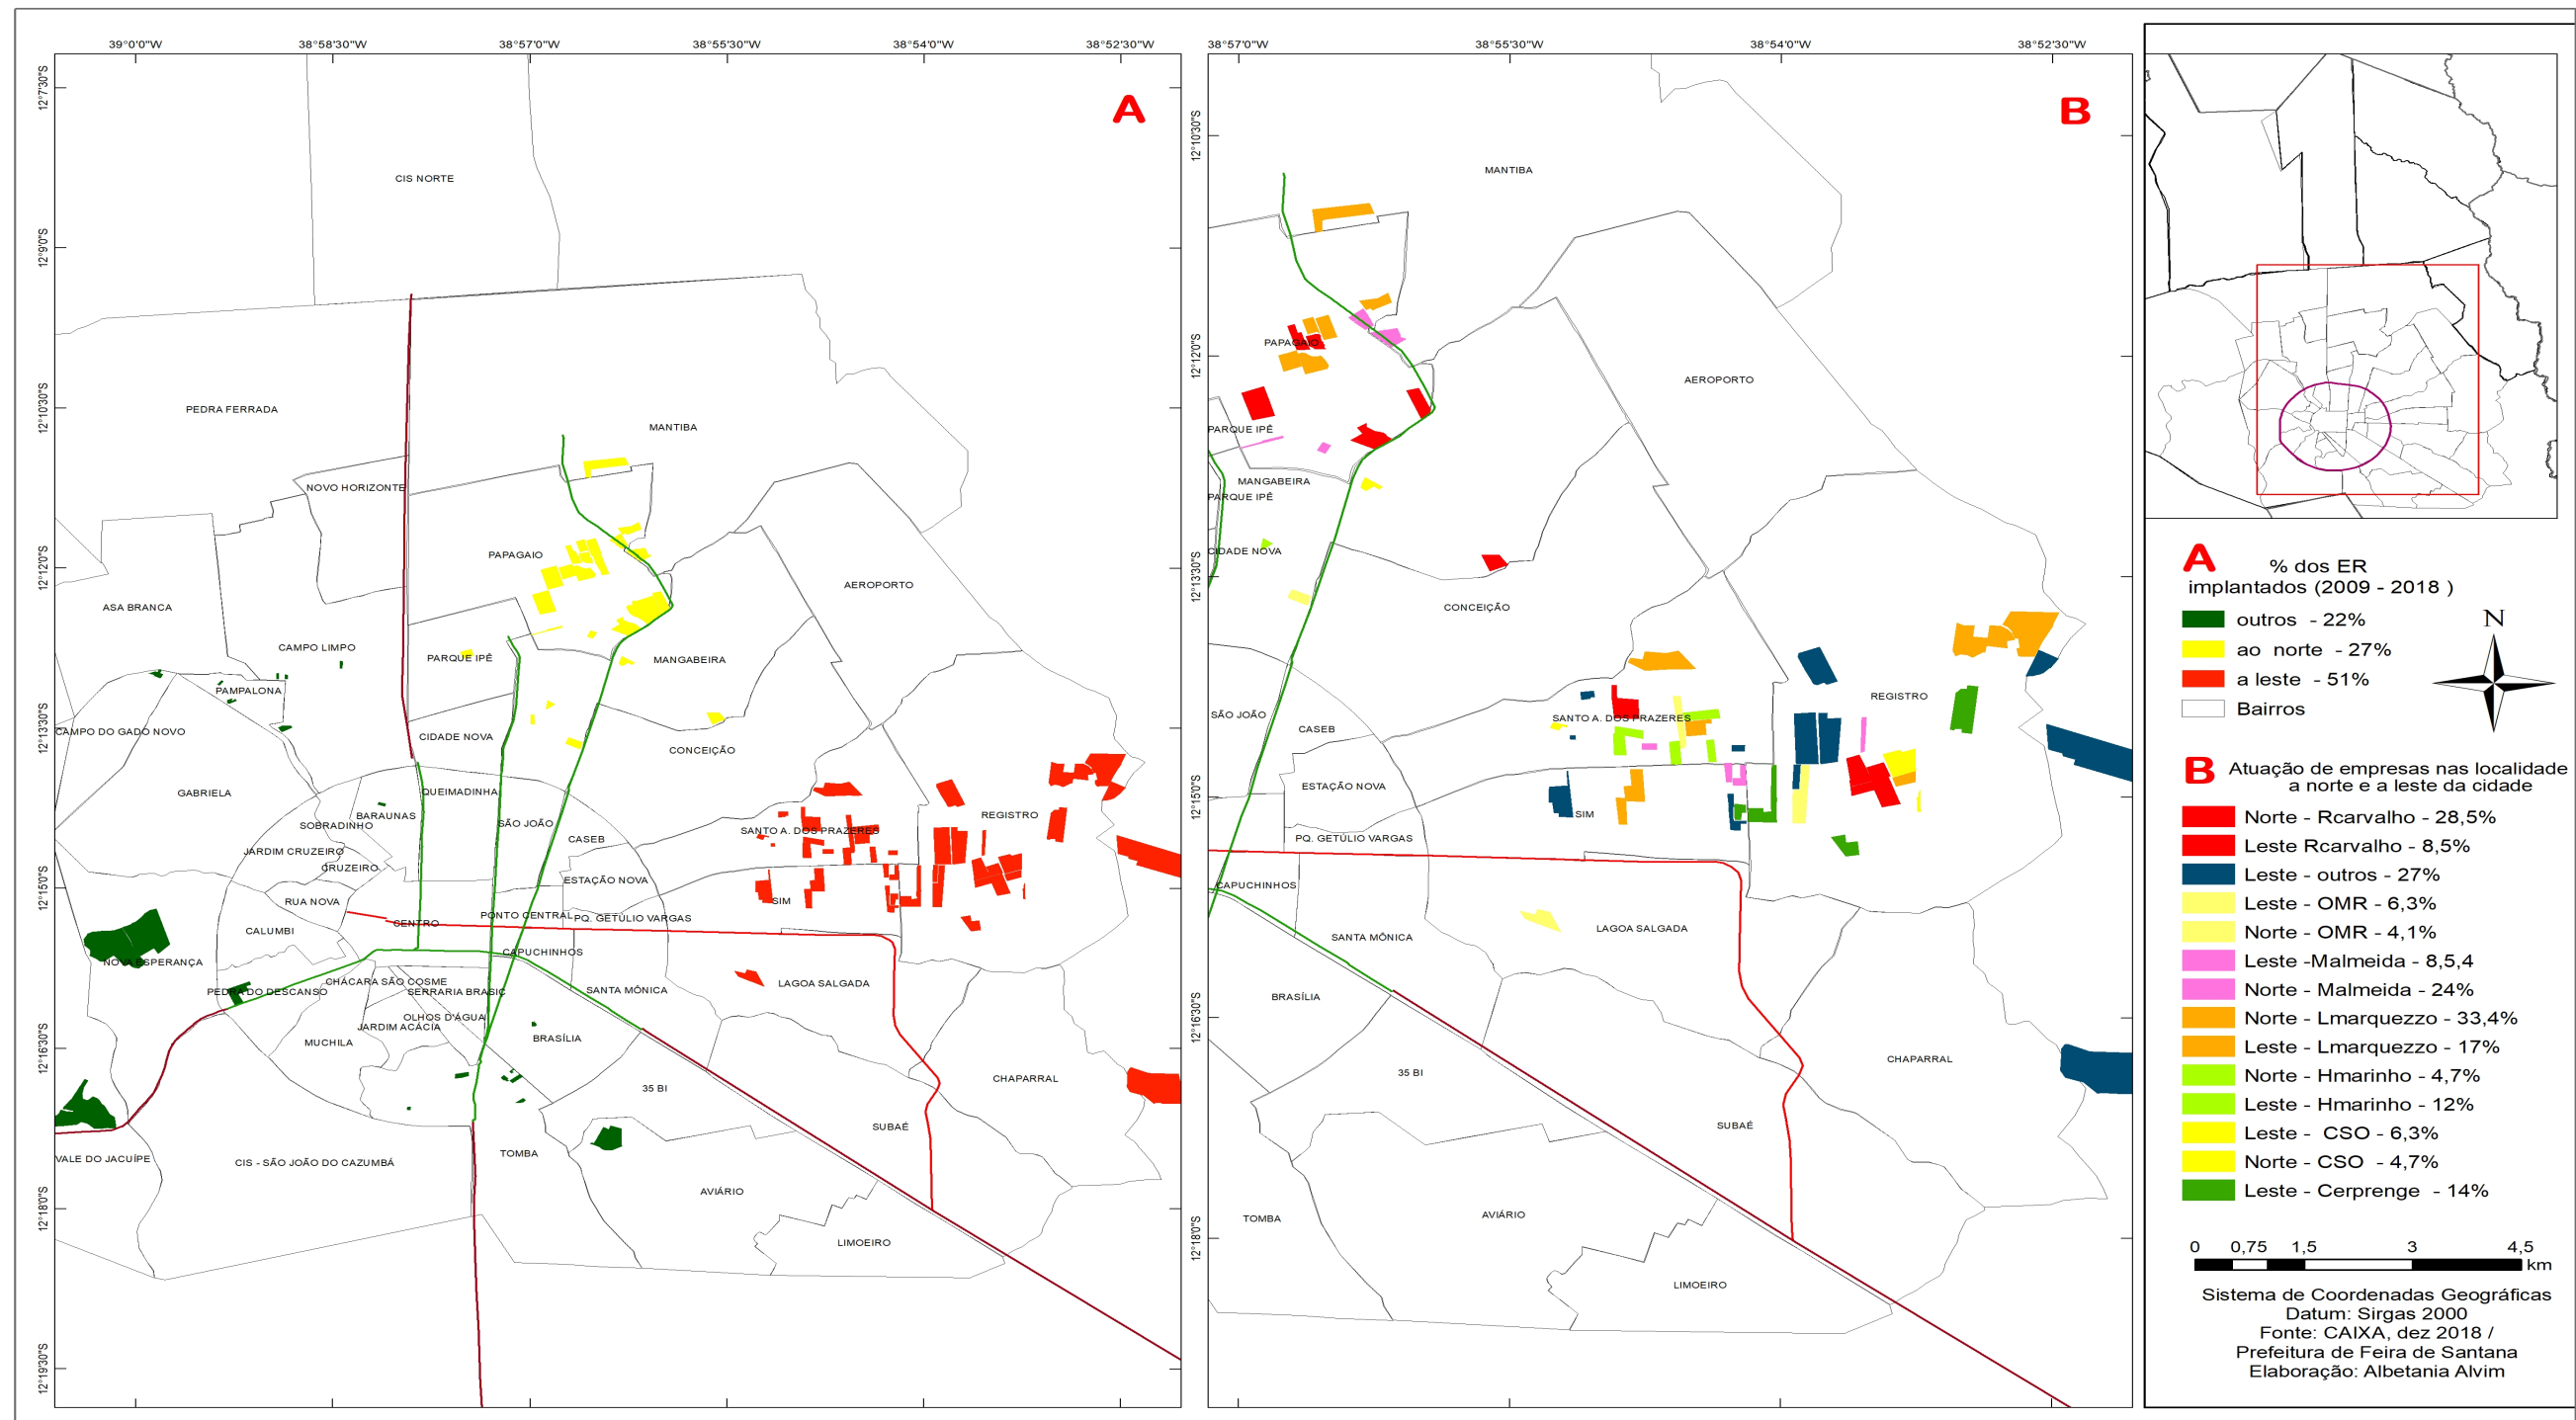 39°0'0"W
38°58'30"W
38°57'0"W
38°55'30"W
38°54'0"W
38°52'30"W
12°7'30"S
12°9'0"S
12°10'30"S
12°12'0"S
12°13'30"S
12°15'0"S
12°16'30"S
12°18'0"S
12°19'30"S
A
CIS NORTE
PEDRA FERRADA
MANTIBA
NOVO HORIZONTE
PAPAGAIO
AEROPORTO
ASA BRANCA
CAMPO LIMPO
PARQUE IPÊ
MANGABEIRA
PAMPALONA
CAMPO DO GADO NOVO
CIDADE NOVA
CONCEIÇÃO
GABRIELA
QUEIMADINHA
BARAUNAS
SOBRADINHO
SÃO JOÃO
REGISTRO
SANTO A. DOS PRAZERES
CASEB
JARDIM CRUZEIRO
CRUZEIRO
ESTAÇÃO NOVA
RUA NOVA
SIM
CENTRO
PONTO CENTRAL
PQ. GETÚLIO VARGAS
CALUMBI
CAPUCHINHOS
NOVA ESPERANÇA
CHÁCARA SÃO COSME
LAGOA SALGADA
PEDRA DO DESCANSO
SERRARIA BRASIC
SANTA MÔNICA
OLHOS D'ÁGUA
JARDIM ACÁCIA
MUCHILA
BRASÍLIA
CHAPARRAL
35 BI
SUBAÉ
TOMBA
VALE DO JACUÍPE
CIS - SÃO JOÃO DO CAZUMBÁ
AVIÁRIO
LIMOEIRO
38°57'0"W
38°55'30"W
38°54'0"W
38°52'30"W
12°10'30"S
12°12'0"S
12°13'30"S
12°15'0"S
12°16'30"S
12°18'0"S
B
MANTIBA
PAPAGAIO
AEROPORTO
PARQUE IPÊ
MANGABEIRA
PARQUE IPÊ
CIDADE NOVA
CONCEIÇÃO
REGISTRO
SÃO JOÃO
SANTO A. DOS PRAZERES
CASEB
ESTAÇÃO NOVA
SIM
PQ. GETÚLIO VARGAS
CAPUCHINHOS
LAGOA SALGADA
SANTA MÔNICA
BRASÍLIA
CHAPARRAL
35 BI
SUBAÉ
TOMBA
AVIÁRIO
LIMOEIRO
A
% dos ER
implantados (2009 - 2018 )
outros - 22%
ao norte - 27%
a leste - 51%
Bairros
N
B
Atuação de empresas nas localidade
a norte e a leste da cidade
Norte - Rcarvalho - 28,5%
Leste Rcarvalho - 8,5%
Leste - outros - 27%
Leste - OMR - 6,3%
Norte - OMR - 4,1%
Leste -Malmeida - 8,5,4
Norte - Malmeida - 24%
Norte - Lmarquezzo - 33,4%
Leste - Lmarquezzo - 17%
Norte - Hmarinho - 4,7%
Leste - Hmarinho - 12%
Leste - CSO - 6,3%
Norte - CSO - 4,7%
Leste - Cerprenge - 14%
0 0,75 1,5 3 4,5
km
Sistema de Coordenadas Geográficas
Datum: Sirgas 2000
Fonte: CAIXA, dez 2018 /
Prefeitura de Feira de Santana
Elaboração: Albetania Alvim